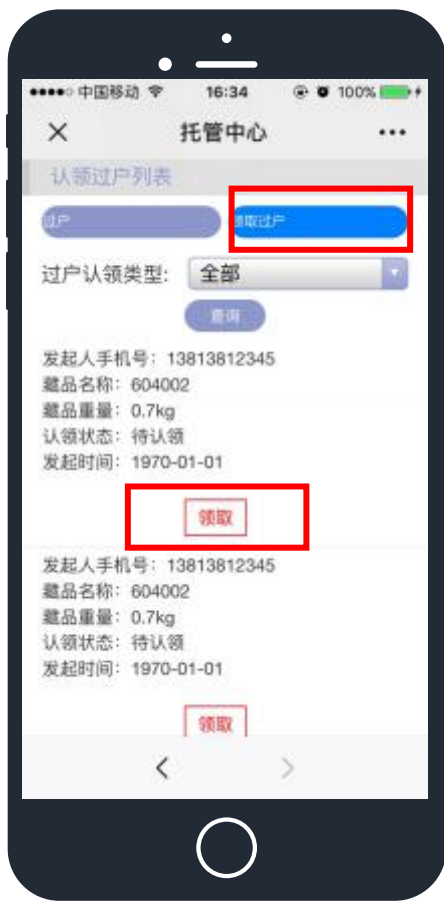 中国移动 16:34 100%
托管中心
认领过户列表
过户 领取过户
过户认领类型: 全部
查询
发起人手机号: 13813812345
藏品名称: 604002
藏品重量: 0.7kg
认领状态: 待认领
发起时间: 1970-01-01
领取
发起人手机号: 13813812345
藏品名称: 604002
藏品重量: 0.7kg
认领状态: 待认领
发起时间: 1970-01-01
领取